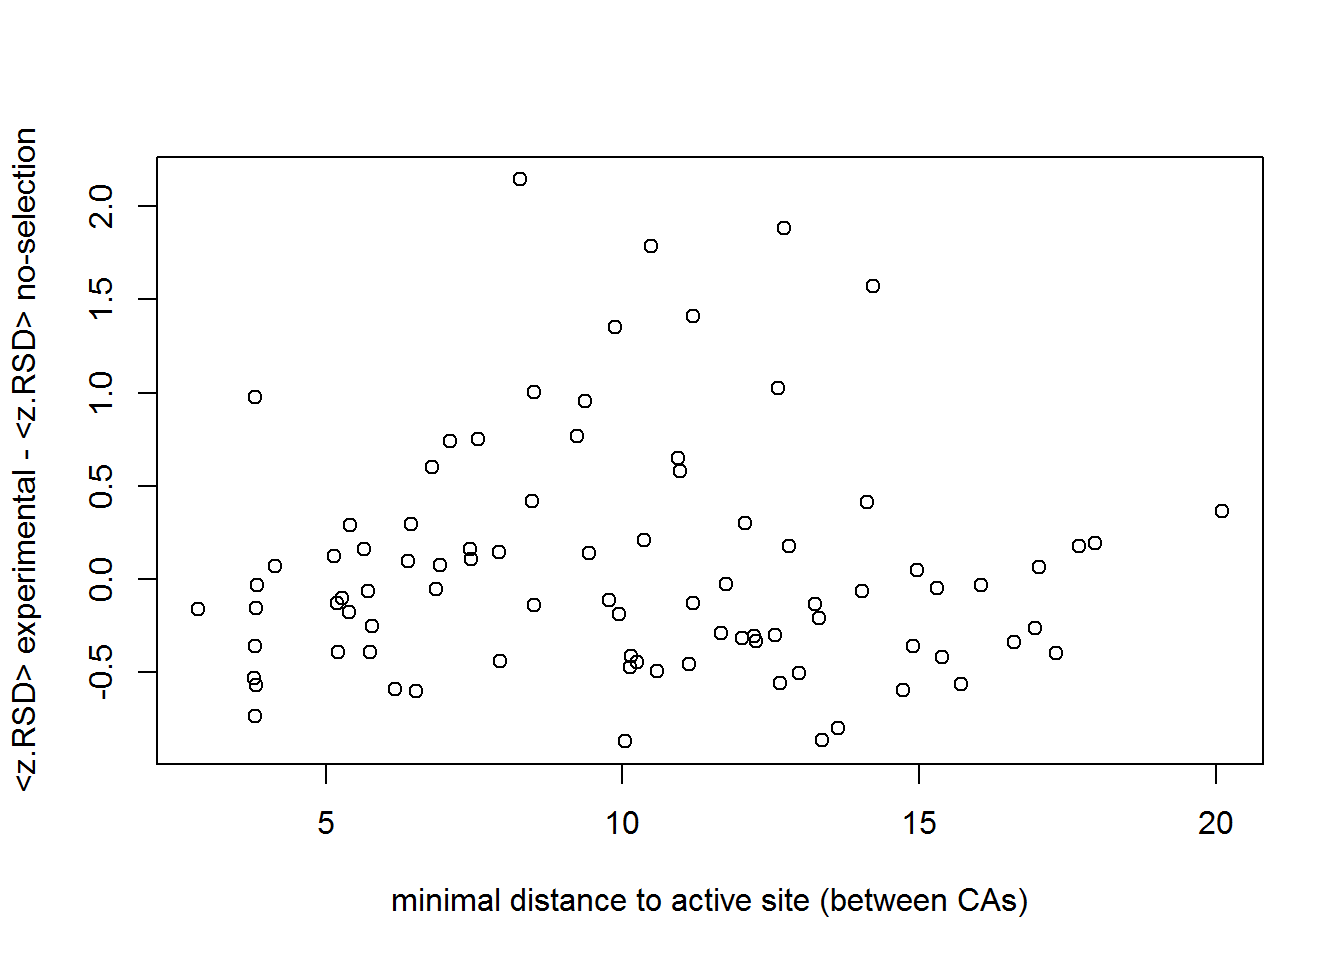 <z.RSD> experimental - <z.RSD> no-selection
2.0
1.5
1.0
0.5
0.0
-0.5
5 10 15 20
minimal distance to active site (between CAs)